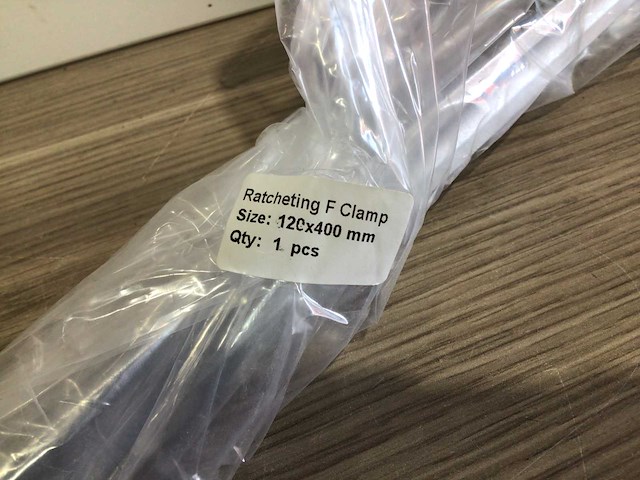 Ratcheting F Clamp
Size: 120x400 mm
Qty: 1 pcs